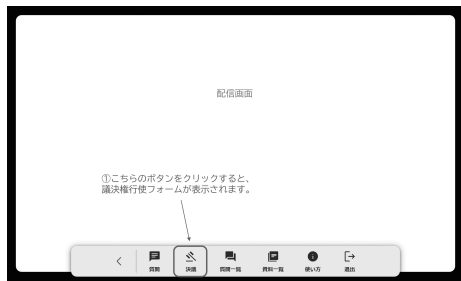 配信画面
①こちらのボタンをクリックすると、
議決権行使フォームが表示されます。
質問
決議
質問一覧
資料一覧
使い方
退出